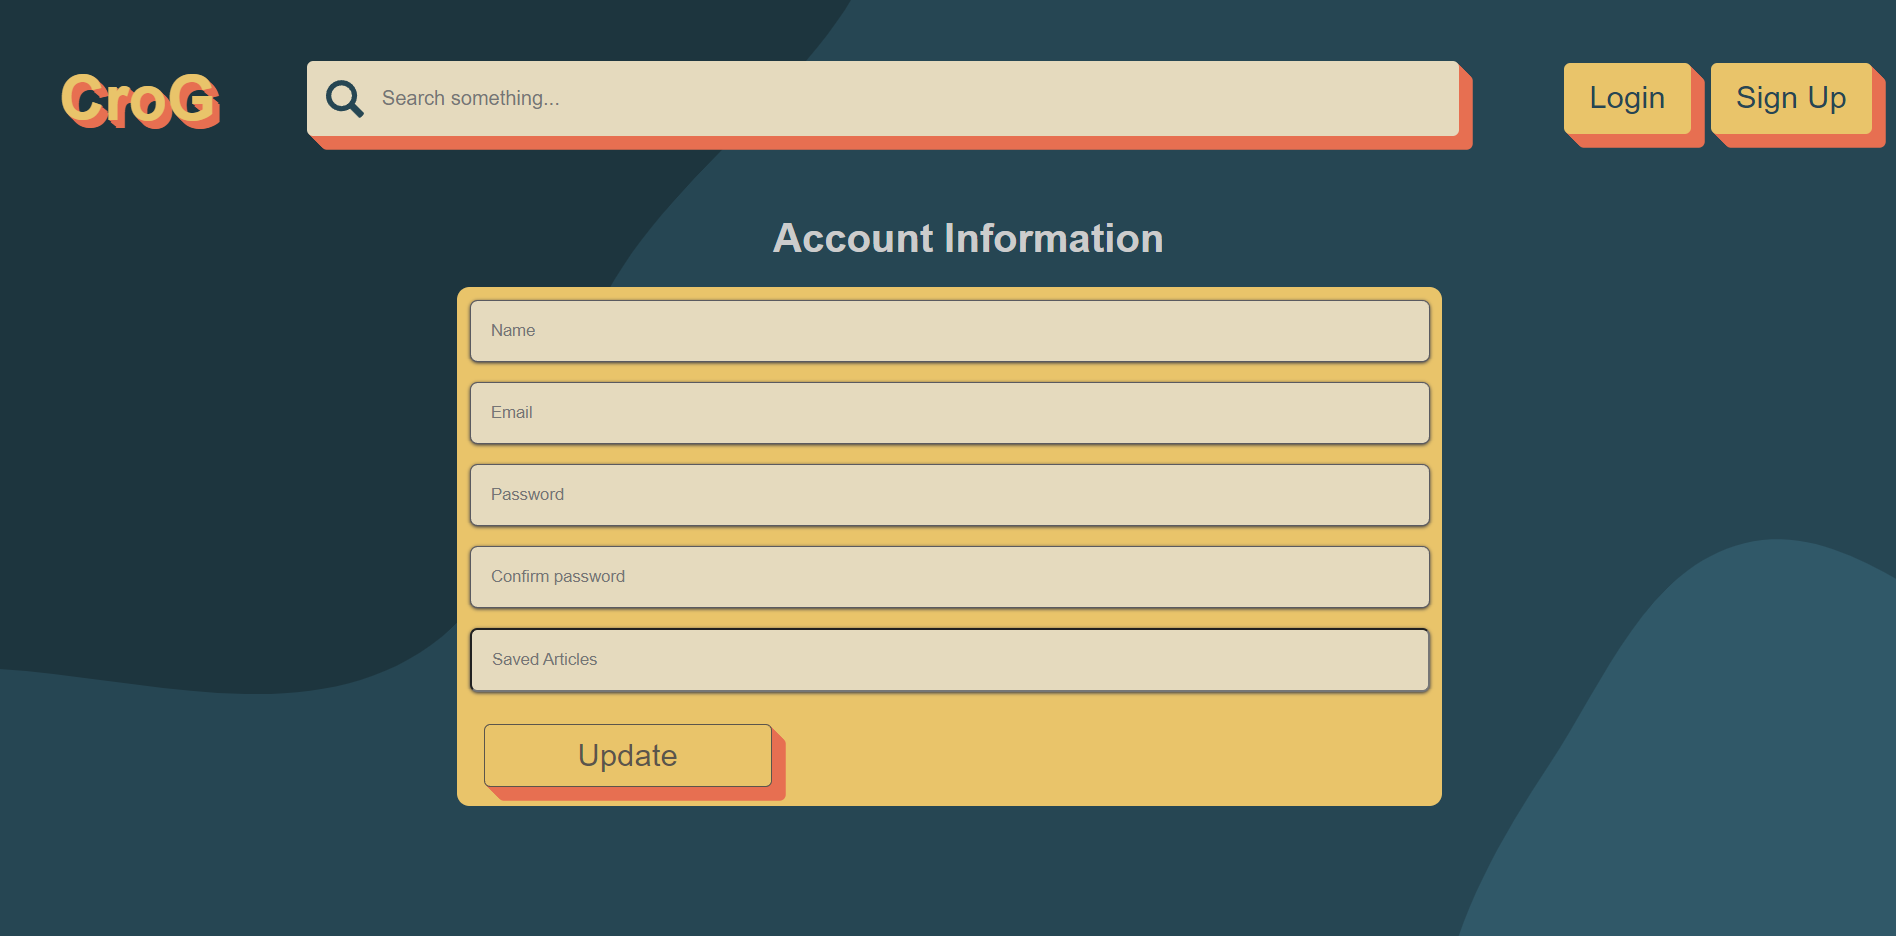 CroG
Search something...
Login
Sign Up
Account Information
Name
Email
Password
Confirm password
Saved Articles
Update